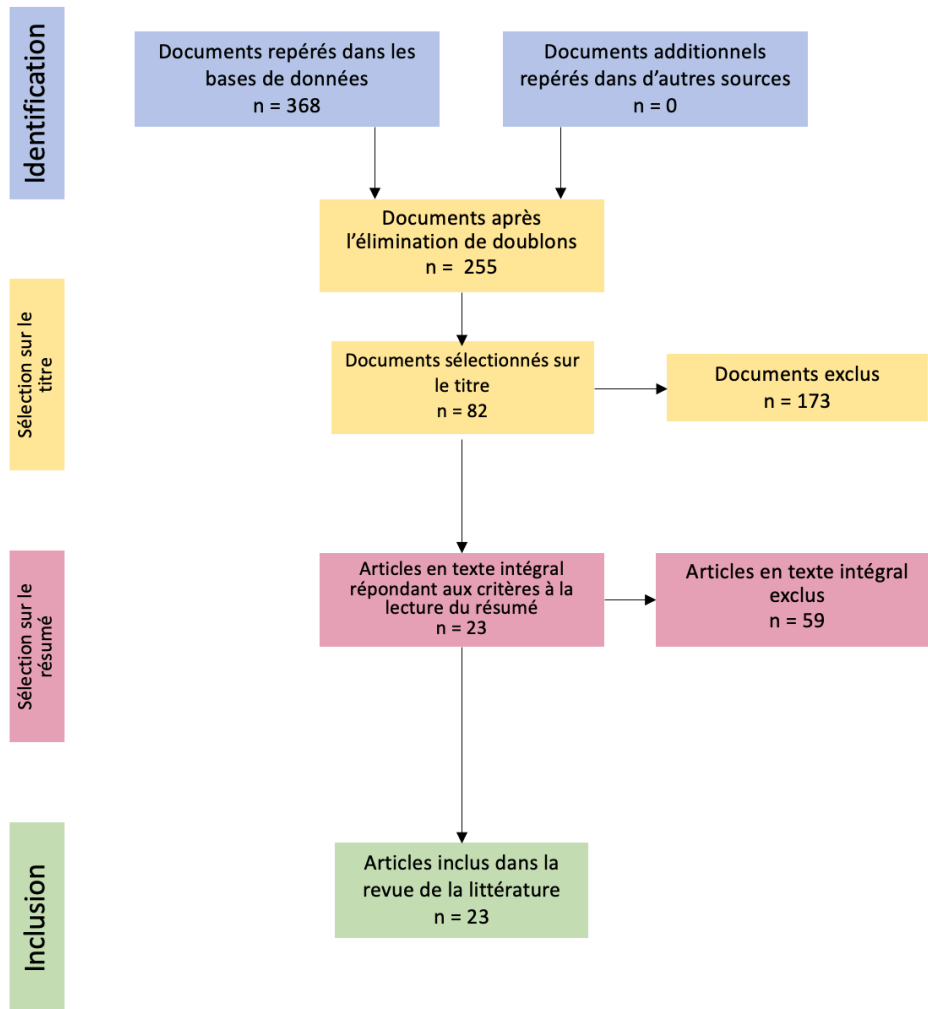 Identification
Documents repérés dans les
bases de données
n = 368
Documents additionnels
repérés dans d’autres sources
n = 0
Documents après
l’élimination de doublons
n = 255
Sélection sur le
titre
Documents sélectionnés sur
le titre
n = 82
Documents exclus
n = 173
Sélection sur le
résumé
Articles en texte intégral
répondant aux critères à la
lecture du résumé
n = 23
Articles en texte intégral
exclus
n = 59
Inclusion
Articles inclus dans la
revue de la littérature
n = 23